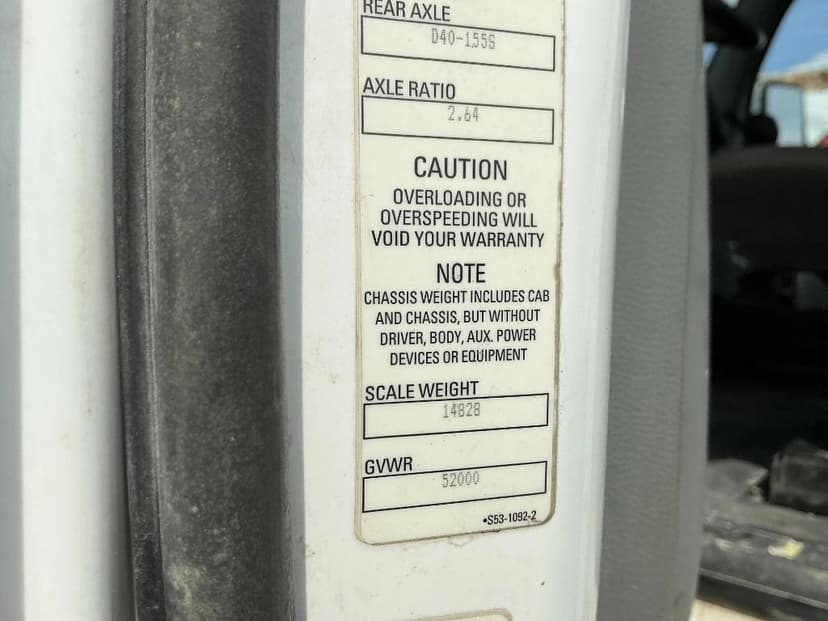 REAR AXLE
D40-155S
AXLE RATIO
2.64
CAUTION
OVERLOADING OR
OVERSPEEDING WILL
VOID YOUR WARRANTY
NOTE
CHASSIS WEIGHT INCLUDES CAB
AND CHASSIS, BUT WITHOUT
DRIVER, BODY, AUX. POWER
DEVICES OR EQUIPMENT
SCALE WEIGHT
14828
GVWR
52000
•S53-1092-2